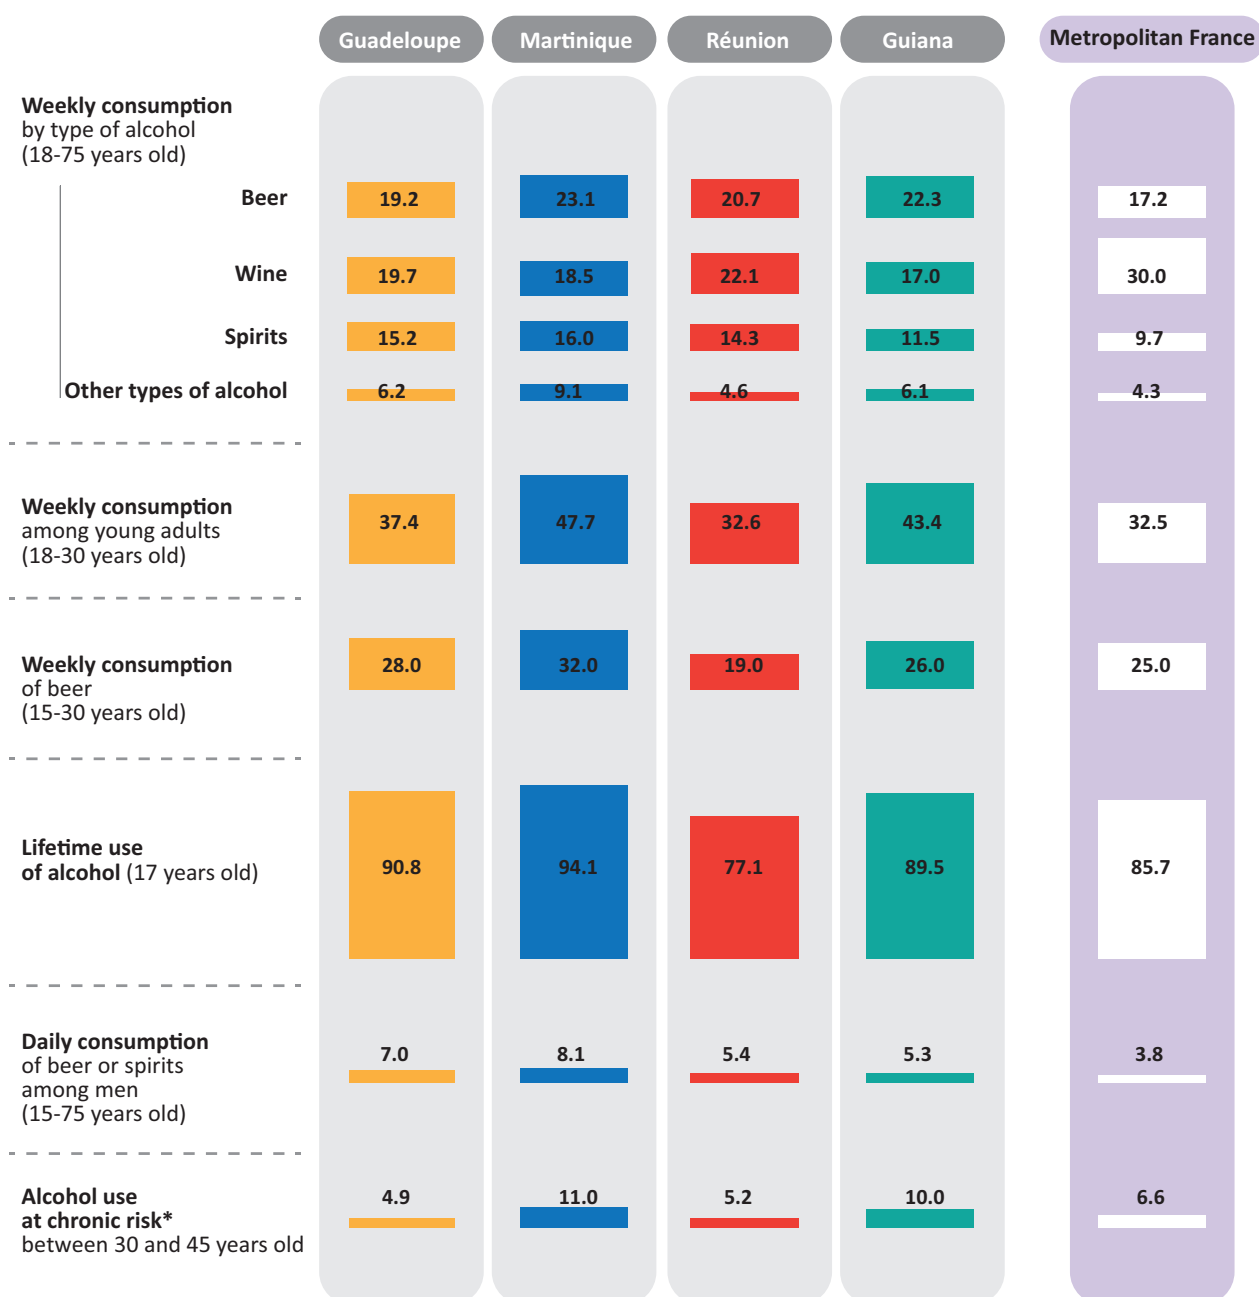 Guadeloupe Martinique Réunion Guiana Metropolitan France
Weekly consumption
by type of alcohol
(18-75 years old)
Beer 19.2 23.1 20.7 22.3 17.2
Wine 19.7 18.5 22.1 17.0 30.0
Spirits 15.2 16.0 14.3 11.5 9.7
Other types of alcohol 6.2 9.1 4.6 6.1 4.3
Weekly consumption
among young adults
(18-30 years old)
37.4 47.7 32.6 43.4 32.5
Weekly consumption
of beer
(15-30 years old)
28.0 32.0 19.0 26.0 25.0
Lifetime use
of alcohol (17 years old)
90.8 94.1 77.1 89.5 85.7
Daily consumption
of beer or spirits
among men
(15-75 years old)
7.0 8.1 5.4 5.3 3.8
Alcohol use
at chronic risk*
between 30 and 45 years old
4.9 11.0 5.2 10.0 6.6